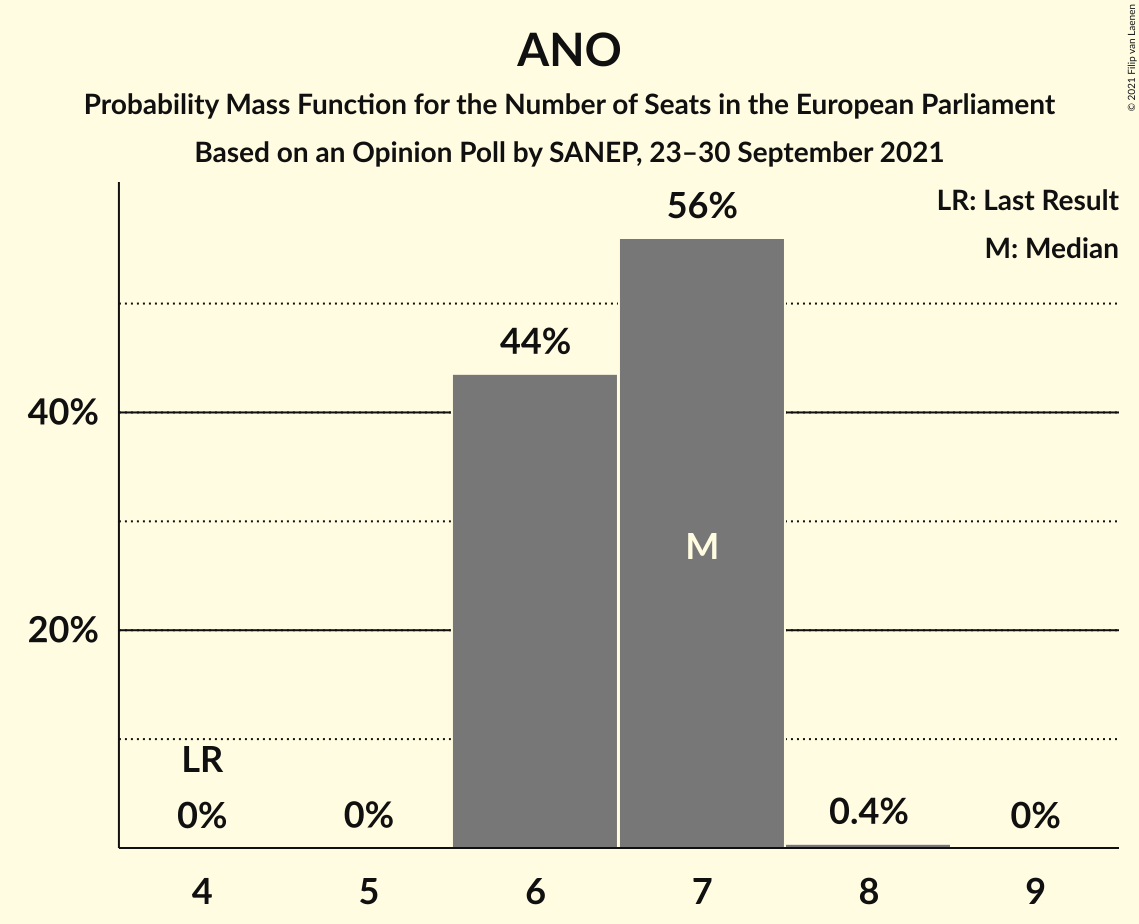 ANO
Probability Mass Function for the Number of Seats in the European Parliament
Based on an Opinion Poll by SANEP, 23–30 September 2021
© 2021 Filip van Laenen
LR: Last Result
M: Median
56%
44%
40%
M
20%
LR
0%
0%
0.4%
0%
4
5
6
7
8
9